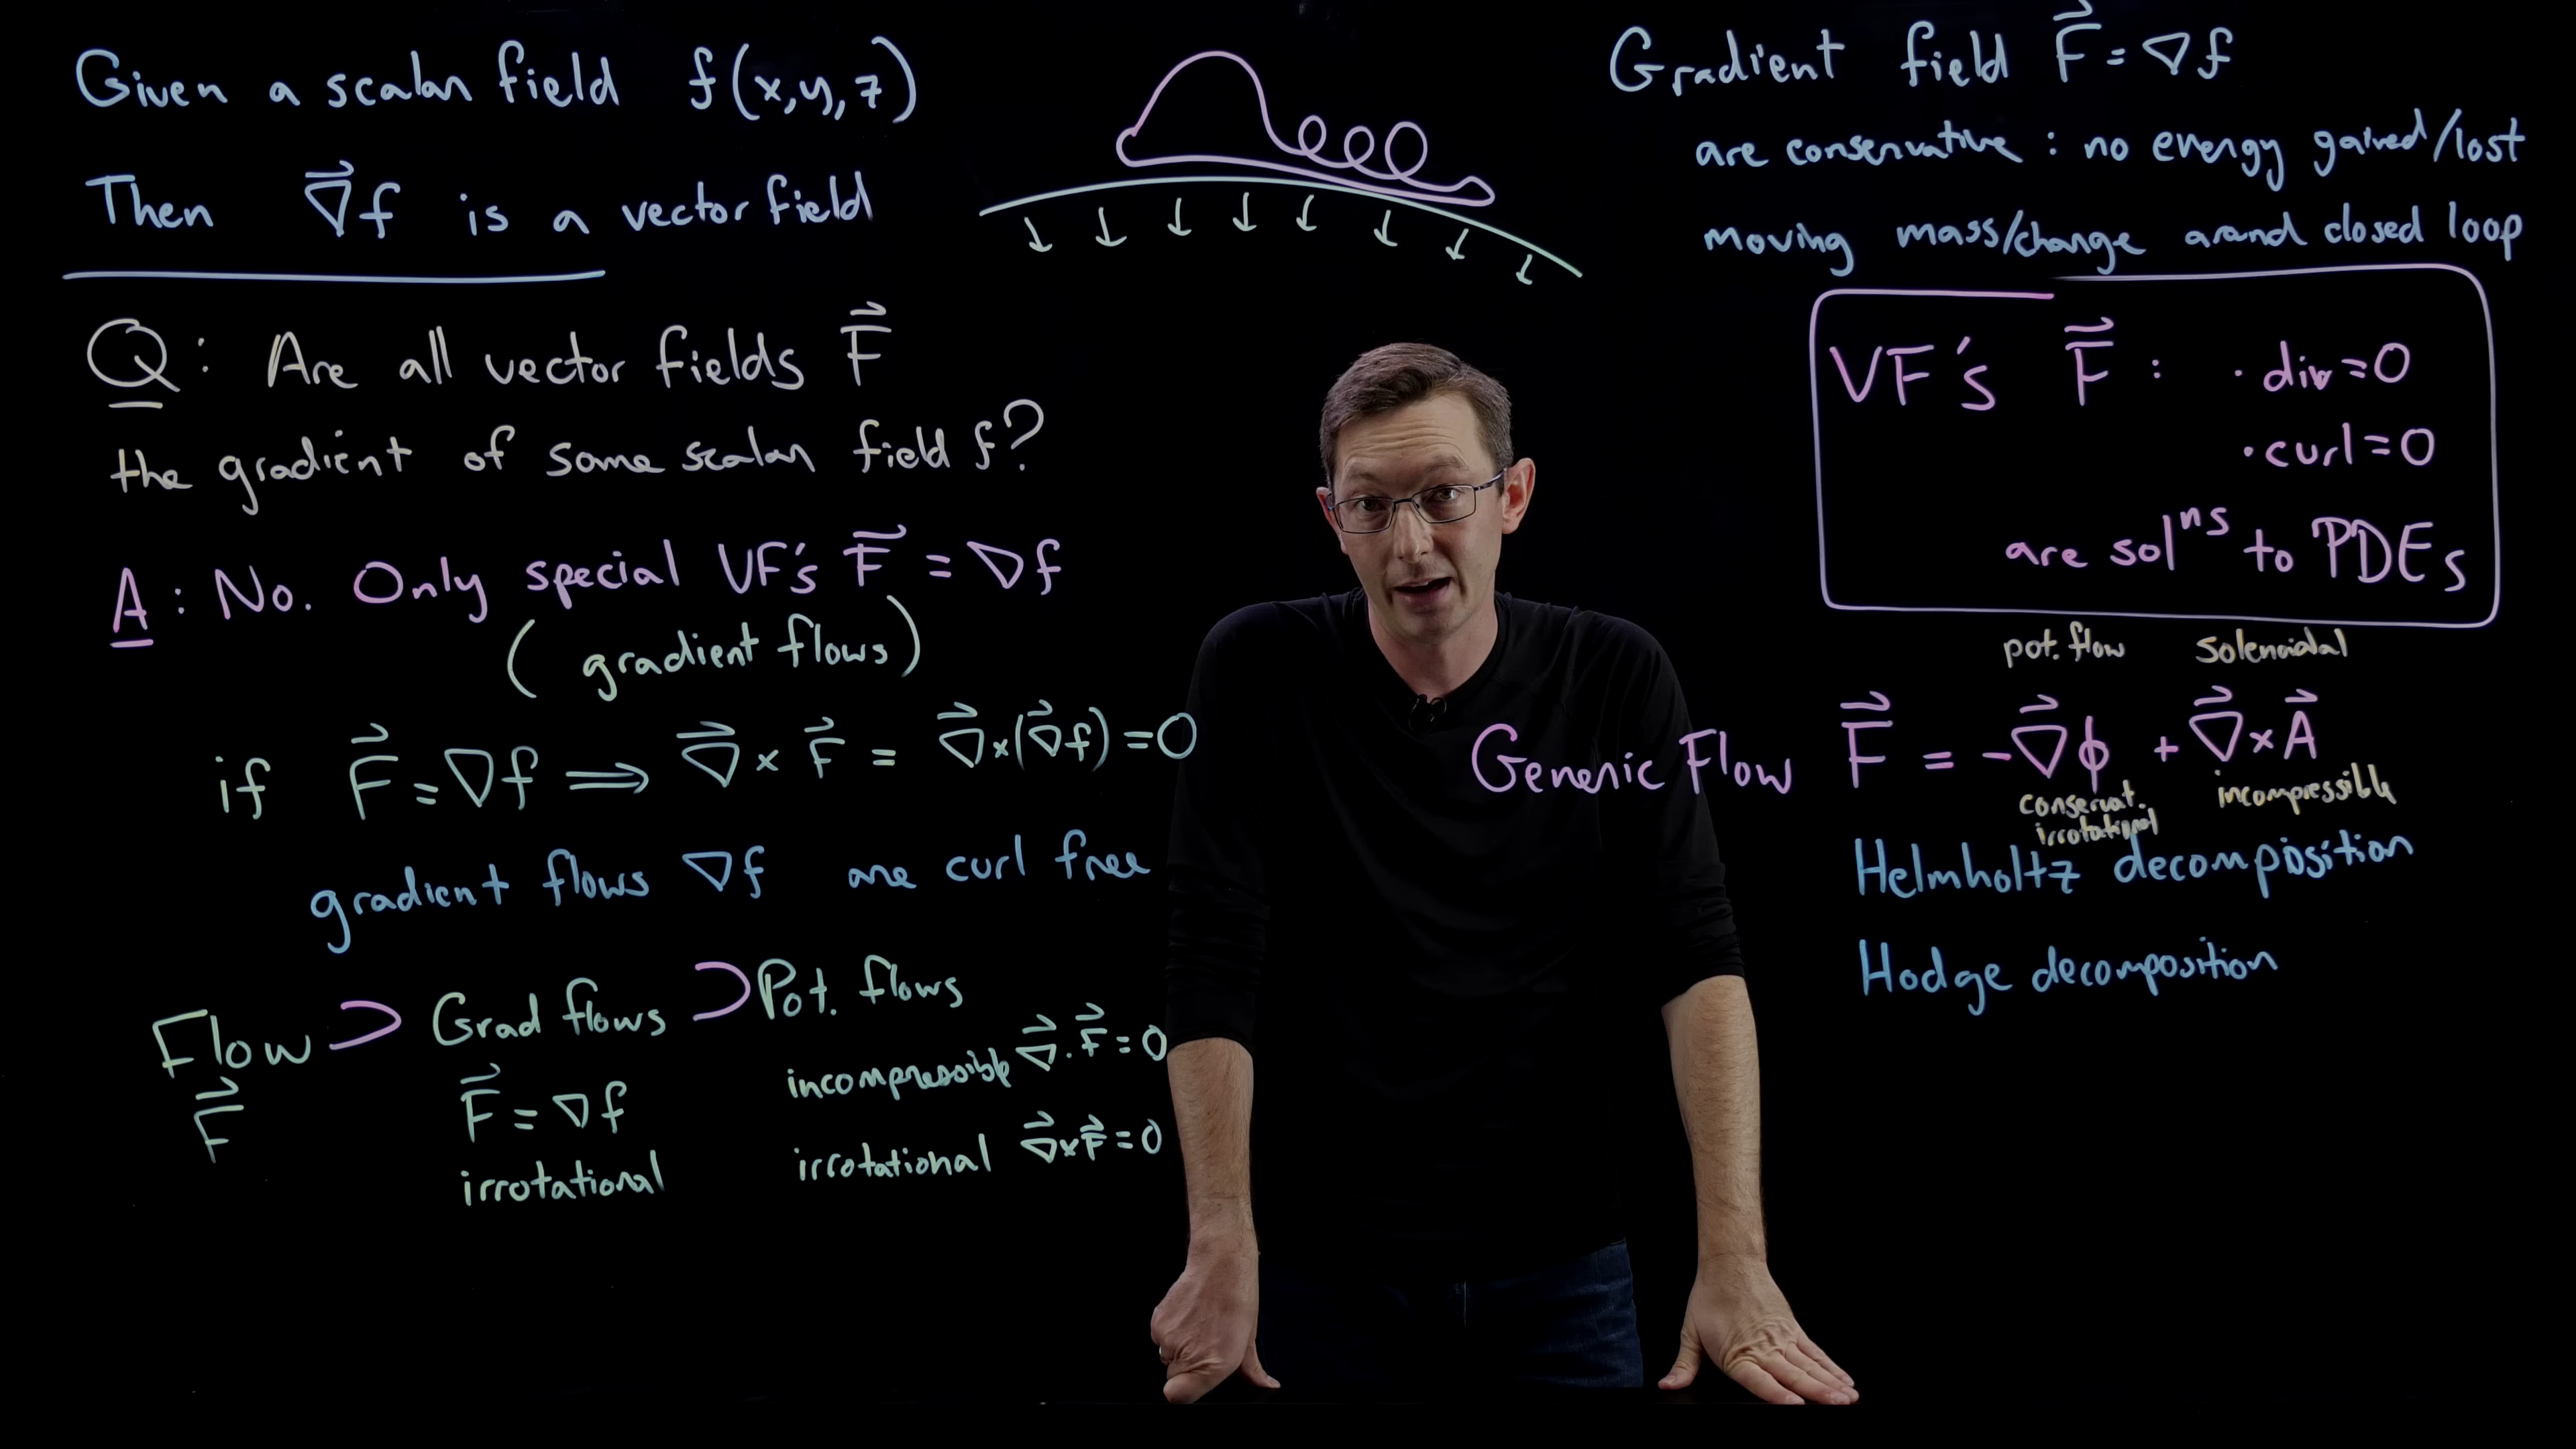 Given a scalar field f(x,y,z)
Then ∇⃗f is a vector field
Q: Are all vector fields F⃗
the gradient of some scalar field f?
A: No. Only special VF's F⃗ = ∇f
(gradient flows)
if F⃗ = ∇f ⟹ ∇⃗ × F⃗ = ∇⃗×(∇⃗f) = 0
gradient flows ∇f are curl free
Flow ⊃ Grad flows ⊃ Pot. flows
F⃗
F⃗ = ∇f
irrotational
incompressible ∇⃗·F⃗ = 0
irrotational ∇⃗×F⃗ = 0
Gradient field F⃗ = ∇f
are conservative : no energy gained/lost
moving mass/change around closed loop
VF's F⃗ : · div = 0
· curl = 0
are solⁿˢ to PDEs
pot. flow solenoidal
Generic Flow F⃗ = -∇⃗ϕ + ∇⃗×A⃗
conservat. incompressible
irrotational
Helmholtz decomposition
Hodge decomposition